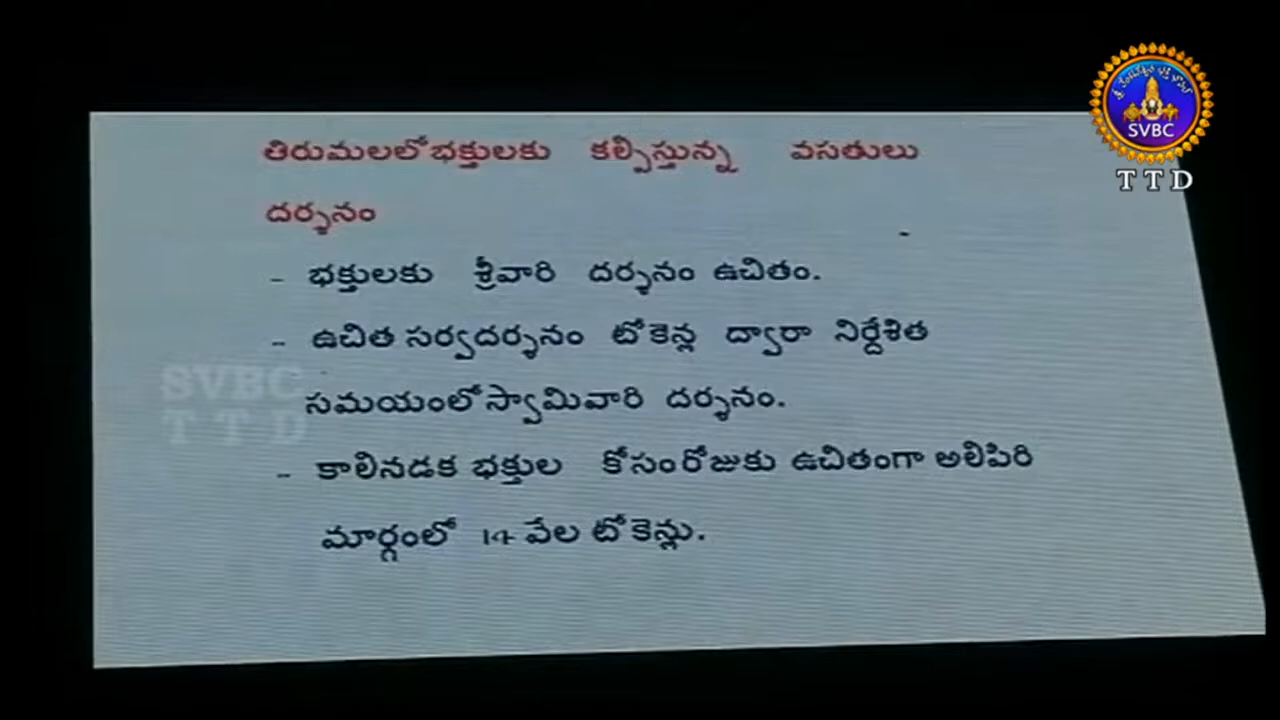 తిరుమలలో భక్తులకు కల్పిస్తున్న వసతులు
దర్శనం
- భక్తులకు శ్రీవారి దర్శనం ఉచితం.
- ఉచిత సర్వదర్శనం టోకెన్ల ద్వారా నిర్దేశిత
సమయంలో స్వామివారి దర్శనం.
- కాలినడక భక్తుల కోసం రోజుకు ఉచితంగా అలిపిరి
మార్గంలో 14 వేల టోకెన్లు.
SVBC
TTD
SVBC
TTD